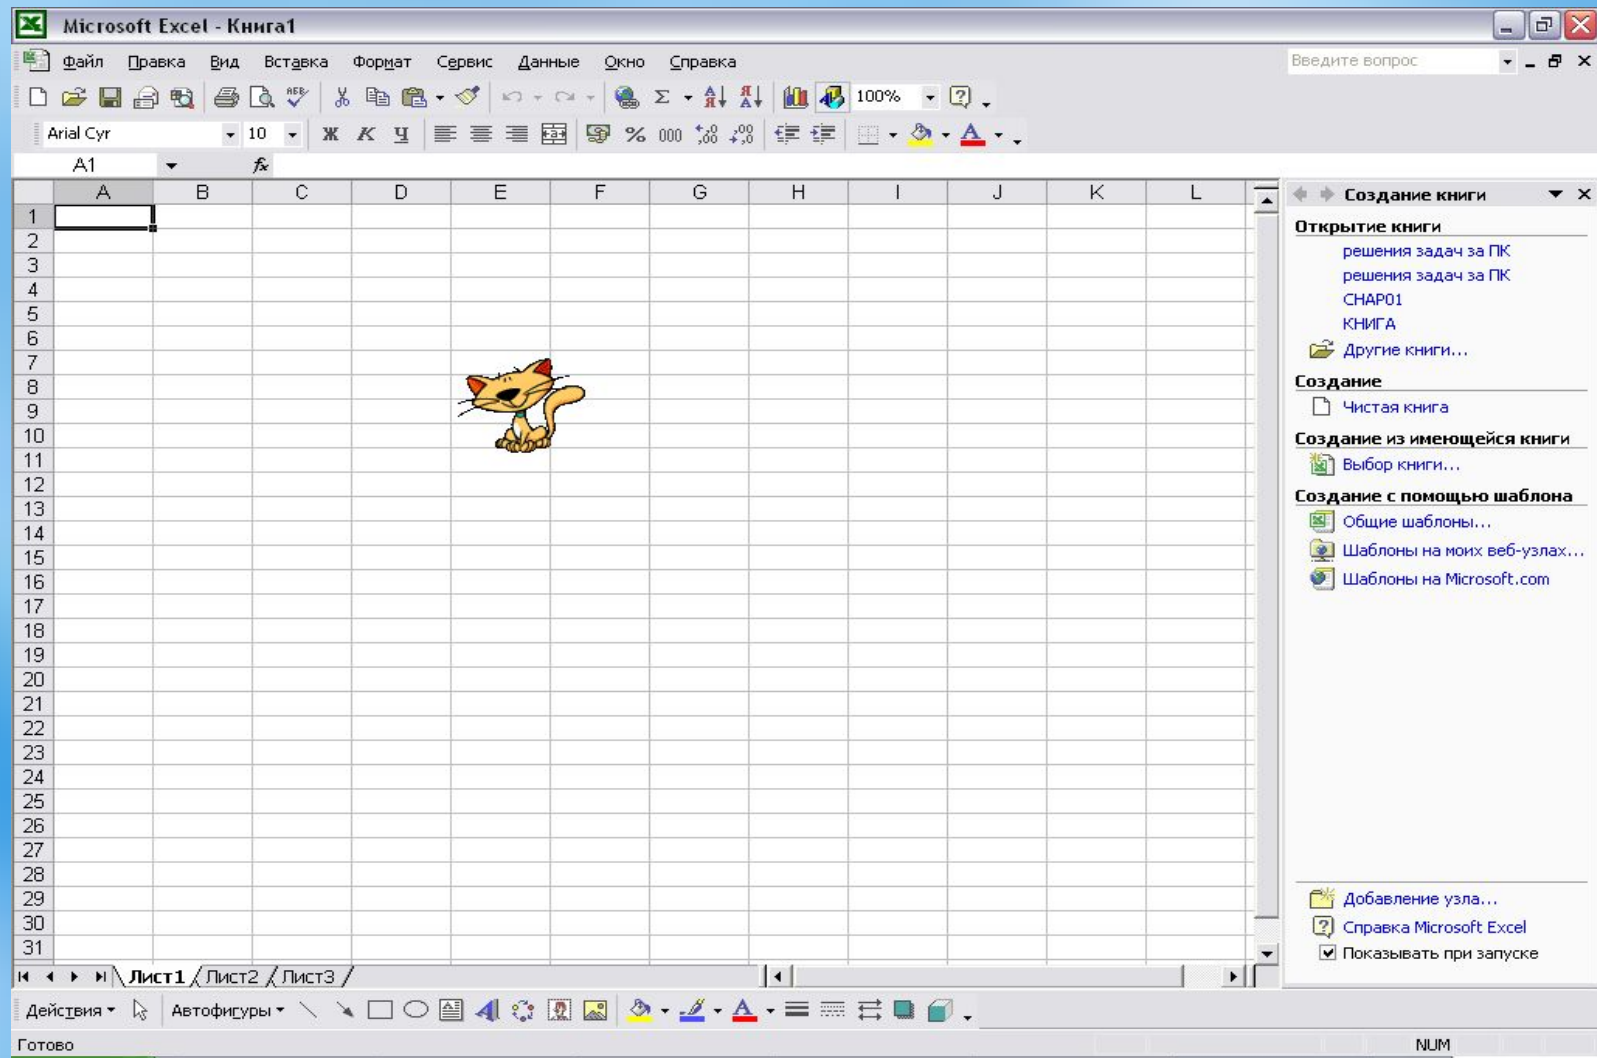 Microsoft Excel - Книга1
Файл Правка Вид Вставка Формат Сервис Данные Окно Справка Введите вопрос
100%
Arial Cyr 10 Ж К Ч % 000
A1 fx
A B C D E F G H I J K L
1
2
3
4
5
6
7
8
9
10
11
12
13
14
15
16
17
18
19
20
21
22
23
24
25
26
27
28
29
30
31
Создание книги
Открытие книги
решения задач за ПК
решения задач за ПК
CHAP01
КНИГА
Другие книги...
Создание
Чистая книга
Создание из имеющейся книги
Выбор книги...
Создание с помощью шаблона
Общие шаблоны...
Шаблоны на моих веб-узлах...
Шаблоны на Microsoft.com
Добавление узла...
Справка Microsoft Excel
Показывать при запуске
Лист1 Лист2 Лист3
Действия Автофигуры
Готово NUM